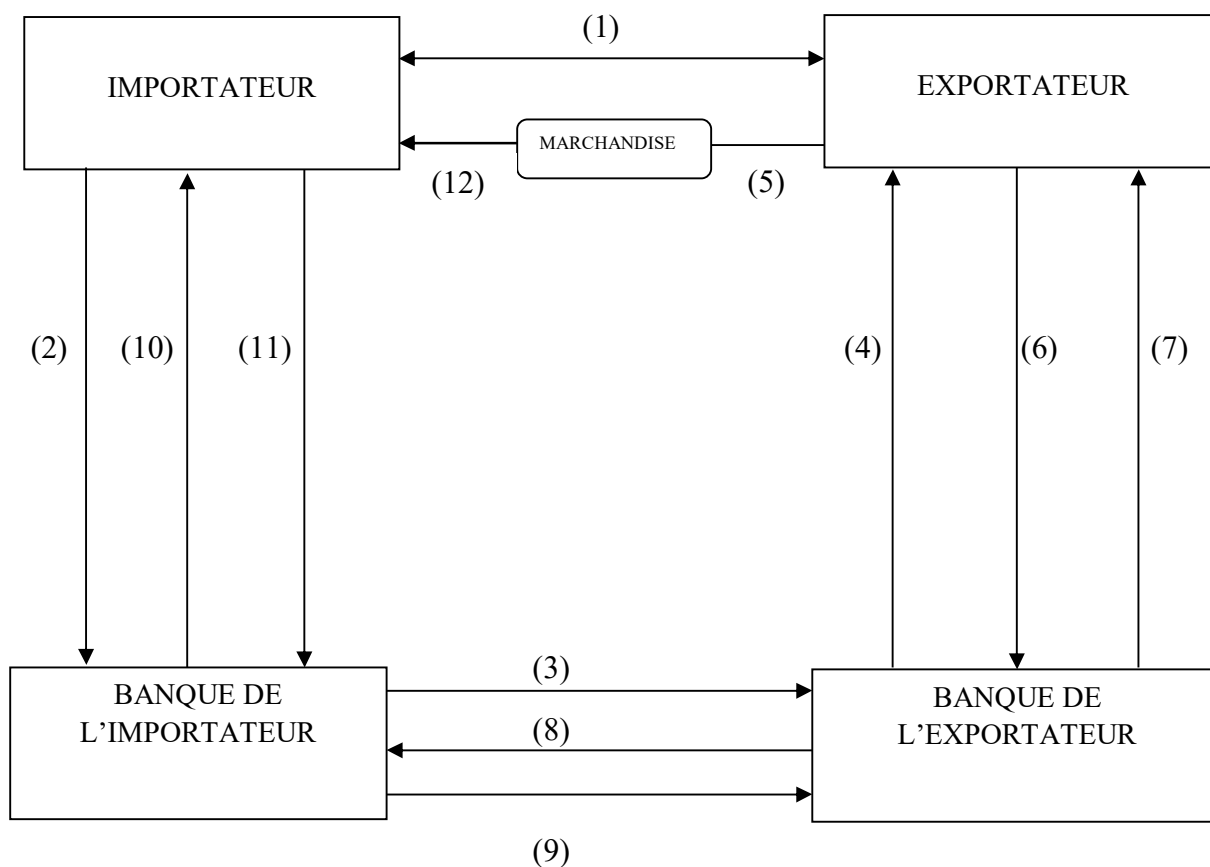 (1)
IMPORTATEUR
EXPORTATEUR
MARCHANDISE
(12)
(5)
(2)
(10)
(11)
(4)
(6)
(7)
BANQUE DE
L’IMPORTATEUR
(3)
(8)
BANQUE DE
L’EXPORTATEUR
(9)